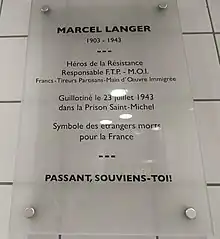 MARCEL LANGER
1903 - 1943
---
Héros de la Résistance
Responsable F.T.P. - M.O.I.
Francs-Tireurs Partisans-Main d'Œuvre Immigrée
Guillotiné le 23 juillet 1943
dans la Prison Saint-Michel
Symbole des étrangers morts
pour la France
---
PASSANT, SOUVIENS-TOI!